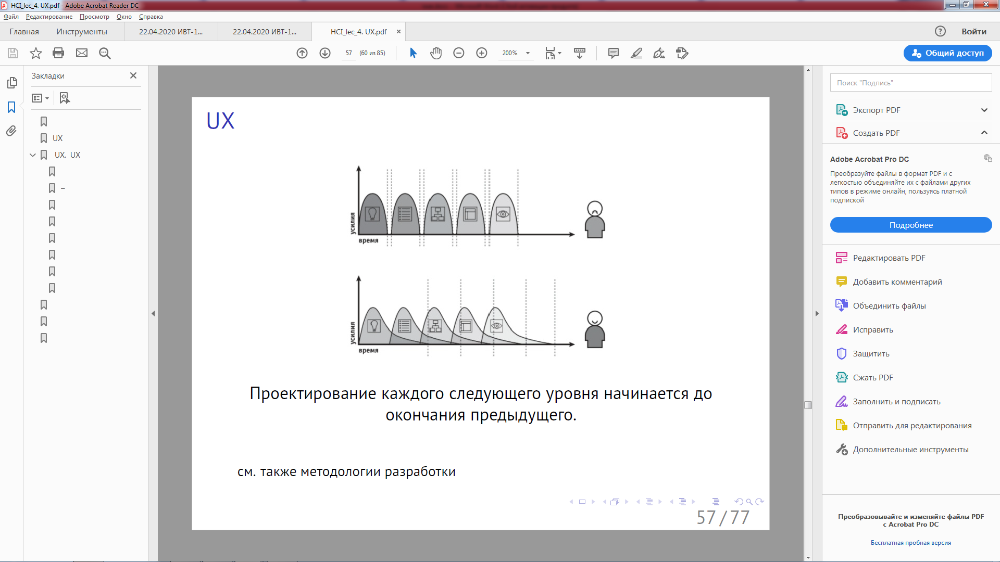 HCI_lec_4. UX.pdf - Adobe Acrobat Reader DC
Файл Редактирование Просмотр Окно Справка
Главная Инструменты 22.04.2020 ИВТ-1... 22.04.2020 ИВТ-1... HCI_lec_4. UX.pdf Войти
57 (60 из 85) 200% Общий доступ
Закладки
UX
UX. UX
–
UX
усилия
время
усилия
время
Проектирование каждого следующего уровня начинается до
окончания предыдущего.
см. также методологии разработки
57/77
Поиск "Подпись"
Экспорт PDF
Создать PDF
Adobe Acrobat Pro DC
Преобразуйте файлы в формат PDF и с
легкостью объединяйте их с файлами других
типов в режиме онлайн, пользуясь платной
подпиской
Подробнее
Редактировать PDF
Добавить комментарий
Объединить файлы
Исправить
Защитить
Сжать PDF
Заполнить и подписать
Отправить для редактирования
Дополнительные инструменты
Преобразовывайте и изменяйте файлы PDF
с Acrobat Pro DC
Бесплатная пробная версия